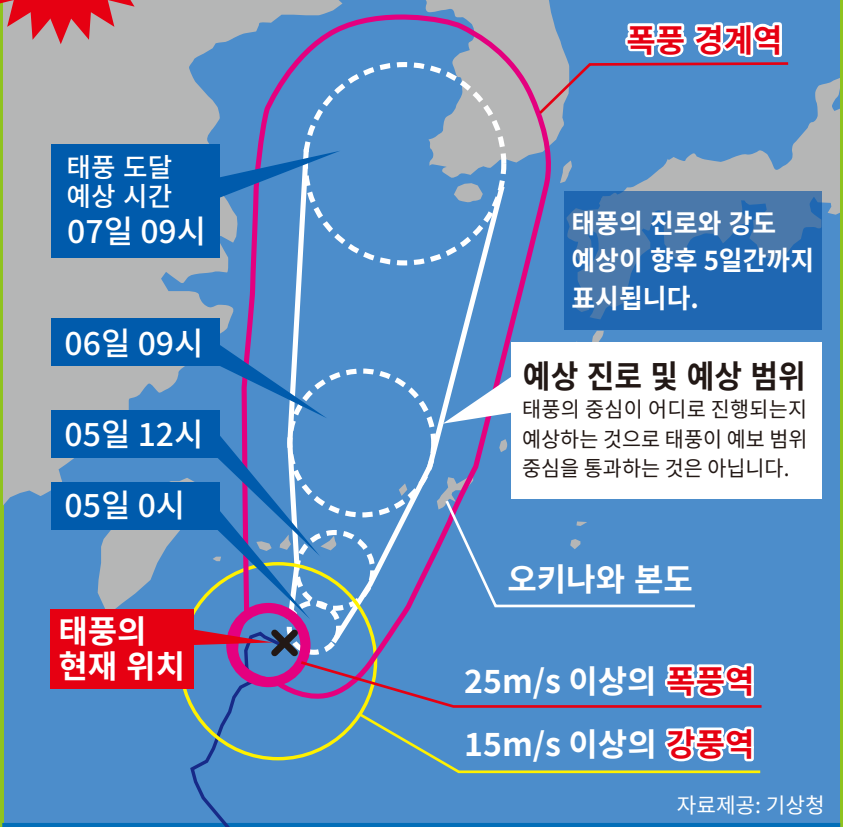 폭풍 경계역
태풍 도달
예상 시간
07일 09시
태풍의 진로와 강도
예상이 향후 5일간까지
표시됩니다.
06일 09시
예상 진로 및 예상 범위
태풍의 중심이 어디로 진행되는지
예상하는 것으로 태풍이 예보 범위
중심을 통과하는 것은 아닙니다.
05일 12시
05일 0시
오키나와 본도
태풍의
현재 위치
25m/s 이상의 폭풍역
15m/s 이상의 강풍역
자료제공: 기상청